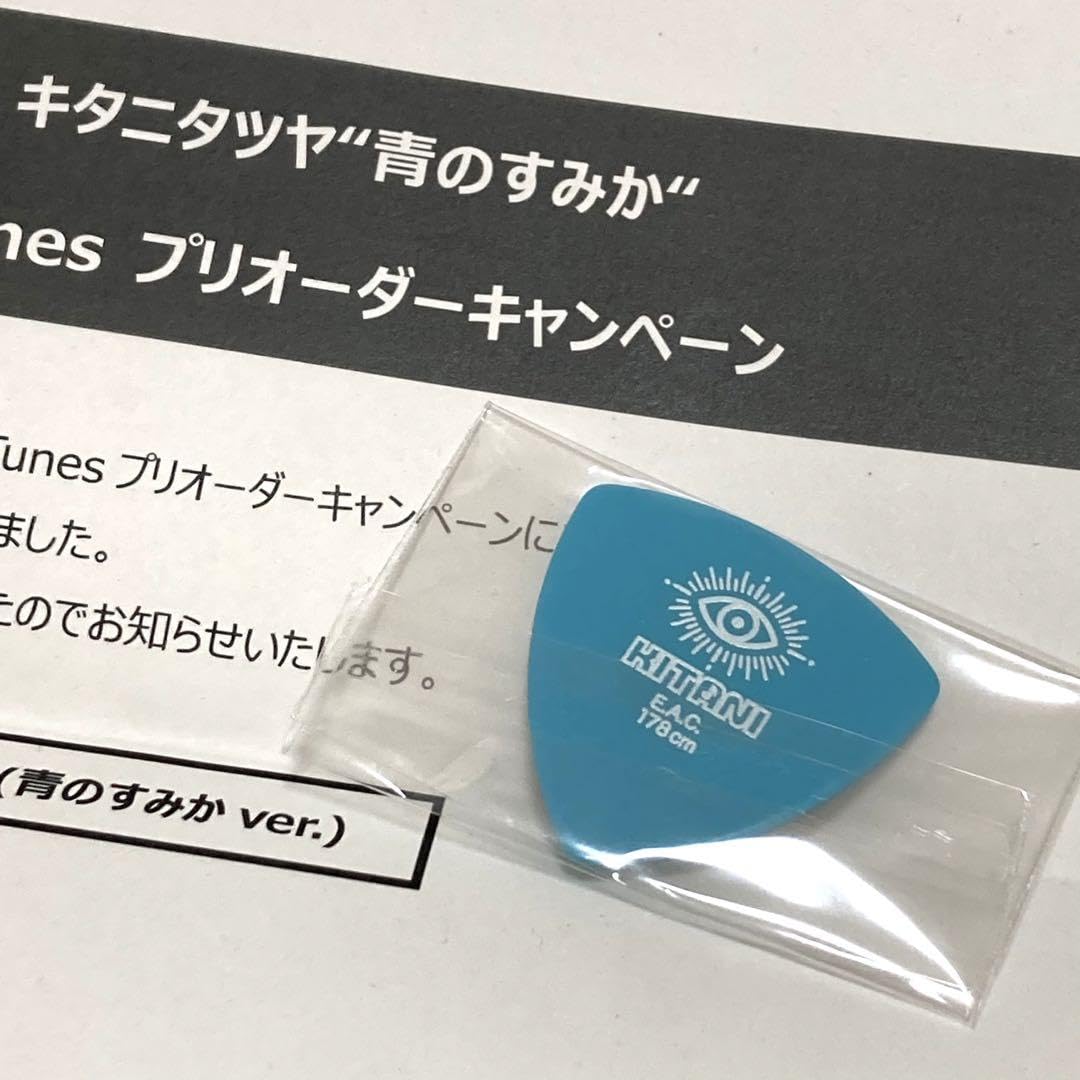 キタニタツヤ“青のすみか“
nes プリオーダーキャンペーン
Tunes プリオーダーキャンペーンに
ました。
たのでお知らせいたします。
(青のすみか ver.)
KITANI
E.A.C.
178cm